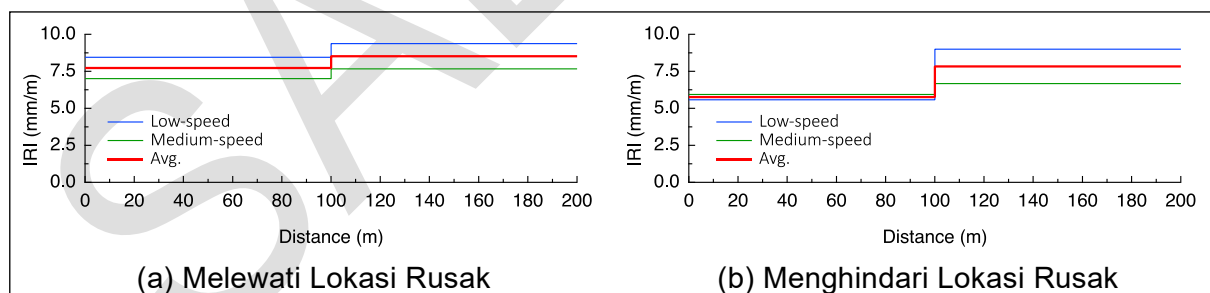 10.0
7.5
5.0
2.5
0.0
IRI (mm/m)
Low-speed
Medium-speed
Avg.
0 20 40 60 80 100 120 140 160 180 200
Distance (m)
(a) Melewati Lokasi Rusak
10.0
7.5
5.0
2.5
0.0
IRI (mm/m)
Low-speed
Medium-speed
Avg.
0 20 40 60 80 100 120 140 160 180 200
Distance (m)
(b) Menghindari Lokasi Rusak